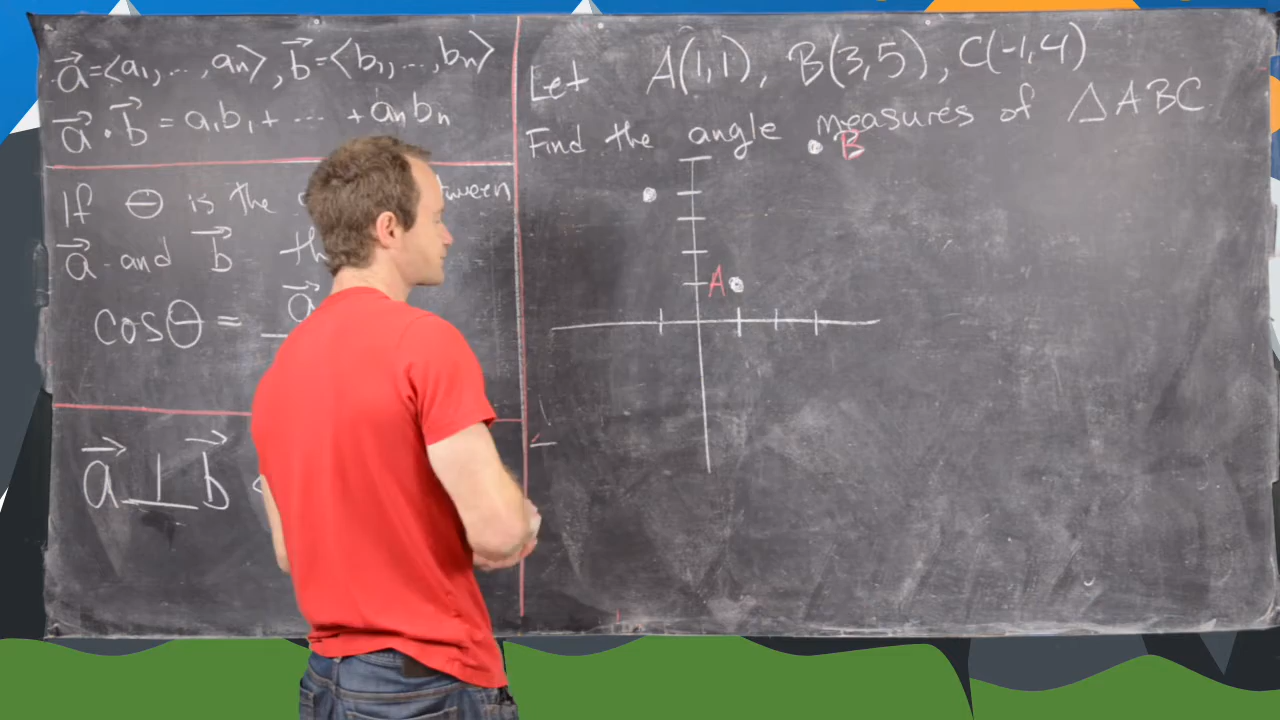 a⃗=<a₁,...,aₙ>, b⃗=<b₁,...,bₙ>
a⃗ · b⃗ = a₁b₁+ ... +aₙbₙ
If θ is the
a⃗ and b⃗
cosθ = a⃗
a⃗ ⊥ b⃗
Let A(1,1), B(3,5), C(-1,4)
Find the angle measures of △ABC
B
A